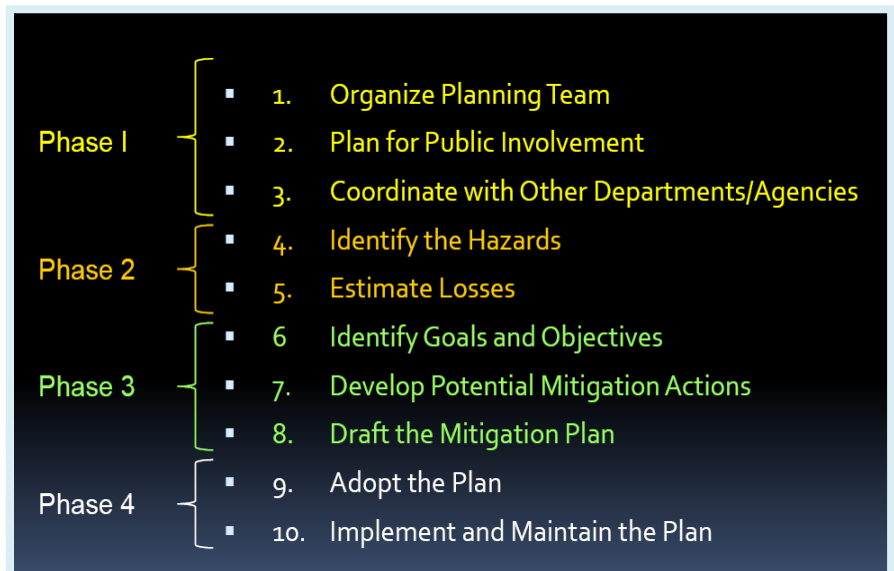 Phase I
▪ 1. Organize Planning Team
▪ 2. Plan for Public Involvement
▪ 3. Coordinate with Other Departments/Agencies
Phase 2
▪ 4. Identify the Hazards
▪ 5. Estimate Losses
Phase 3
▪ 6 Identify Goals and Objectives
▪ 7. Develop Potential Mitigation Actions
▪ 8. Draft the Mitigation Plan
Phase 4
▪ 9. Adopt the Plan
▪ 10. Implement and Maintain the Plan